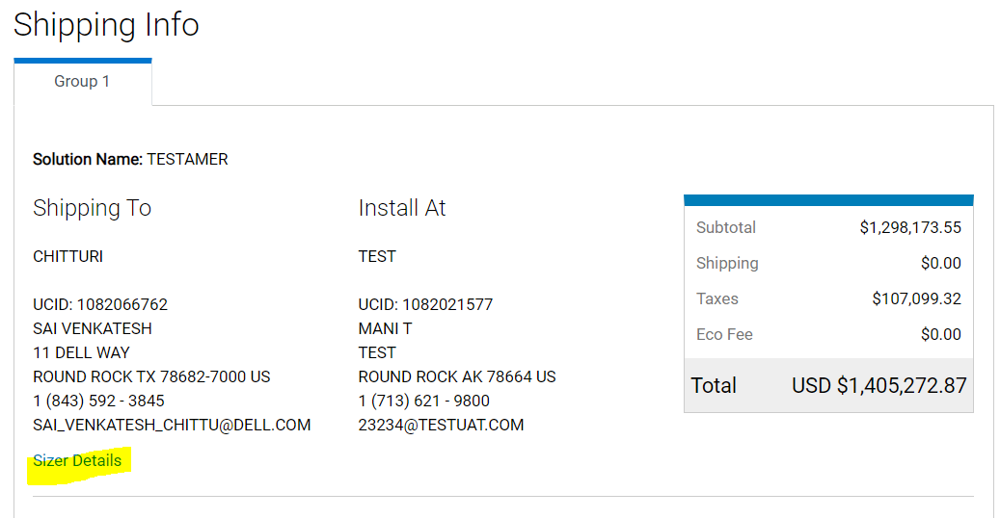 Shipping Info
Group 1
Solution Name: TESTAMER
Shipping To
CHITTURI
UCID: 1082066762
SAI VENKATESH
11 DELL WAY
ROUND ROCK TX 78682-7000 US
1 (843) 592 - 3845
SAI_VENKATESH_CHITTU@DELL.COM
Sizer Details
Install At
TEST
UCID: 1082021577
MANI T
TEST
ROUND ROCK AK 78664 US
1 (713) 621 - 9800
23234@TESTUAT.COM
Subtotal $1,298,173.55
Shipping $0.00
Taxes $107,099.32
Eco Fee $0.00
Total USD $1,405,272.87